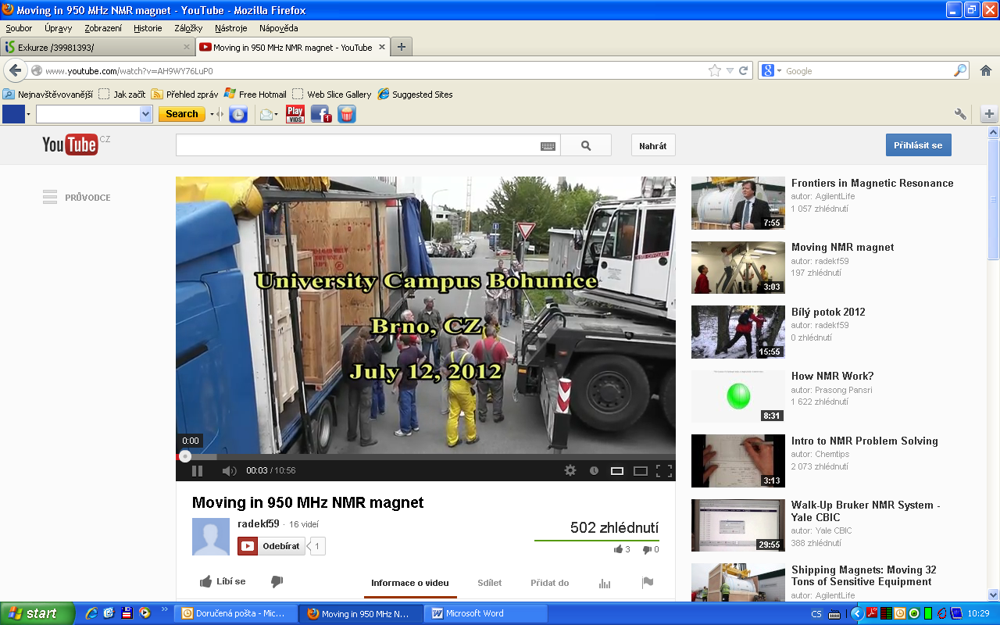 Moving in 950 MHz NMR magnet - YouTube - Mozilla Firefox
Soubor Úpravy Zobrazení Historie Záložky Nástroje Nápověda
Exkurze /39981393/
Moving in 950 MHz NMR magnet - YouTube
www.youtube.com/watch?v=AH9WY76LuP0
Google
Nejnavštěvovanější Jak začít Přehled zpráv Free Hotmail Web Slice Gallery Suggested Sites
Search
Play
VIDS
1
YouTube CZ
Nahrát
Přihlásit se
PRŮVODCE
University Campus Bohunice
Brno, CZ
July 12, 2012
0:00
00:03 / 10:56
Moving in 950 MHz NMR magnet
radekf59 · 16 videí
Odebírat 1
502 zhlédnutí
3 0
Líbí se
Informace o videu Sdílet Přidat do
Frontiers in Magnetic Resonance
autor: AgilentLife
1 057 zhlédnutí
7:55
Moving NMR magnet
autor: radekf59
197 zhlédnutí
3:03
Bílý potok 2012
autor: radekf59
0 zhlédnutí
15:55
How NMR Work?
autor: Prasong Pansri
1 622 zhlédnutí
8:31
Intro to NMR Problem Solving
autor: Chemtips
2 073 zhlédnutí
3:13
Walk-Up Bruker NMR System -
Yale CBIC
autor: Yale CBIC
388 zhlédnutí
29:55
Shipping Magnets: Moving 32
Tons of Sensitive Equipment
autor: AgilentLife
start
Doručená pošta - Mic...
Moving in 950 MHz N...
Microsoft Word
CS
10:29